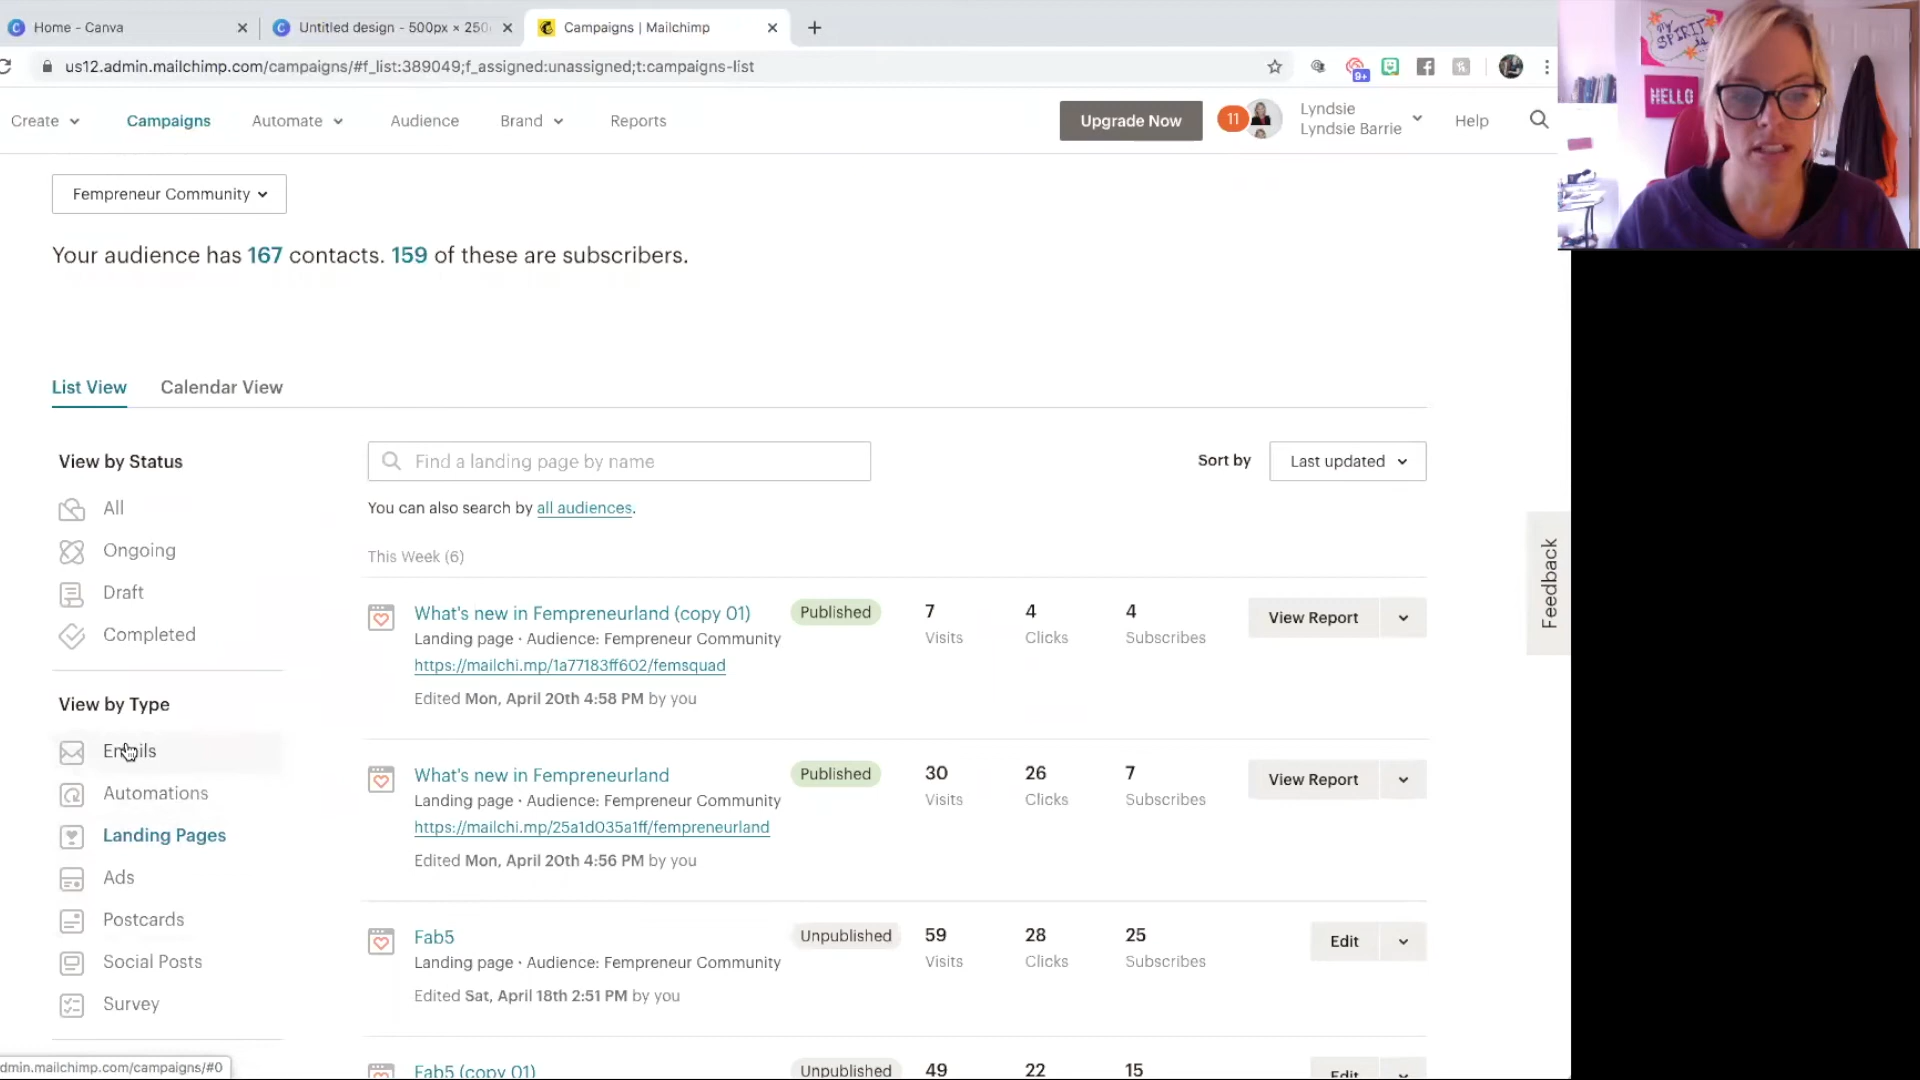 Home - Canva
Untitled design - 500px × 250
Campaigns | Mailchimp
us12.admin.mailchimp.com/campaigns/#f_list:389049;f_assigned:unassigned;t:campaigns-list
9+
Create
Campaigns
Automate
Audience
Brand
Reports
Upgrade Now
11
Lyndsie
Lyndsie Barrie
Help
MY SPIRIT is
HELLO
Fempreneur Community
Your audience has 167 contacts. 159 of these are subscribers.
List View
Calendar View
View by Status
All
Ongoing
Draft
Completed
View by Type
Emails
Automations
Landing Pages
Ads
Postcards
Social Posts
Survey
Find a landing page by name
Sort by
Last updated
You can also search by all audiences.
This Week (6)
What's new in Fempreneurland (copy 01)
Published
7
4
4
View Report
Landing page · Audience: Fempreneur Community
Visits
Clicks
Subscribes
https://mailchi.mp/1a77183ff602/femsquad
Edited Mon, April 20th 4:58 PM by you
What's new in Fempreneurland
Published
30
26
7
View Report
Landing page · Audience: Fempreneur Community
Visits
Clicks
Subscribes
https://mailchi.mp/25a1d035a1ff/fempreneurland
Edited Mon, April 20th 4:56 PM by you
Fab5
Unpublished
59
28
25
Edit
Landing page · Audience: Fempreneur Community
Visits
Clicks
Subscribes
Edited Sat, April 18th 2:51 PM by you
Fab5 (copy 01)
Unpublished
49
22
15
Edit
Feedback
dmin.mailchimp.com/campaigns/#0